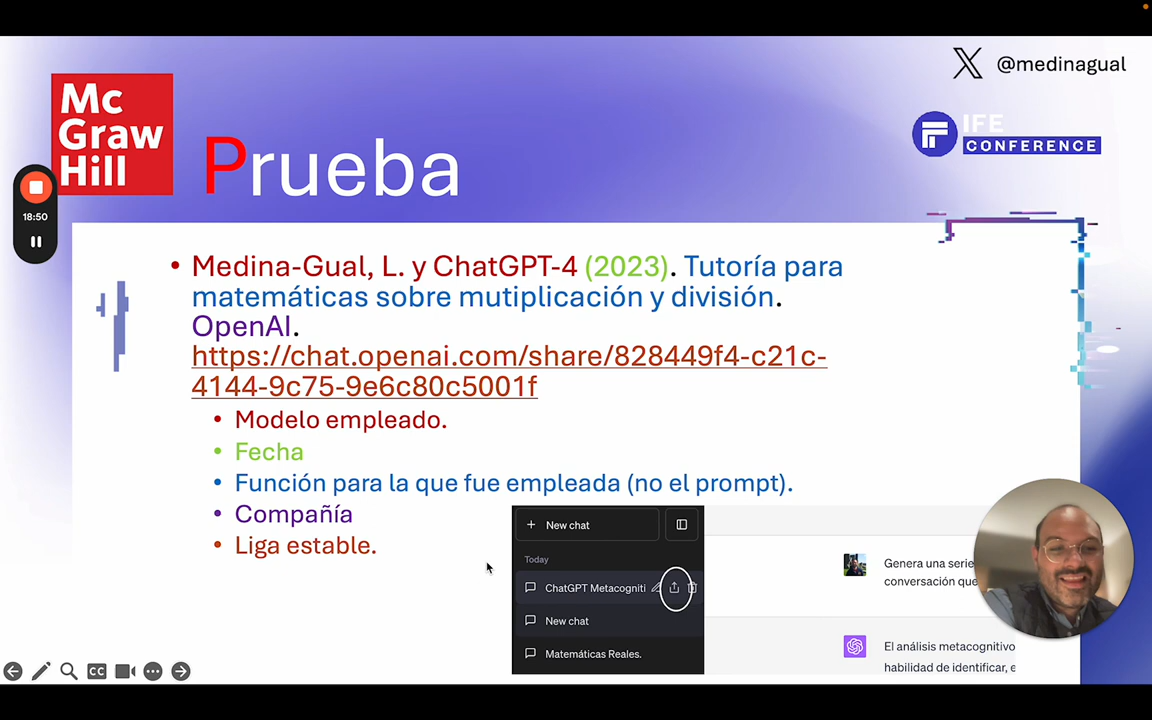 @medinagual
Mc
Graw
Hill
IFE
CONFERENCE
Prueba
18:50
• Medina-Gual, L. y ChatGPT-4 (2023). Tutoría para
matemáticas sobre mutiplicación y división.
OpenAI.
https://chat.openai.com/share/828449f4-c21c-
4144-9c75-9e6c80c5001f
• Modelo empleado.
• Fecha
• Función para la que fue empleada (no el prompt).
• Compañía
• Liga estable.
+ New chat
Today
ChatGPT Metacogniti
New chat
Matemáticas Reales.
Genera una serie
conversación que
El análisis metacognitivo
habilidad de identificar, e
CC